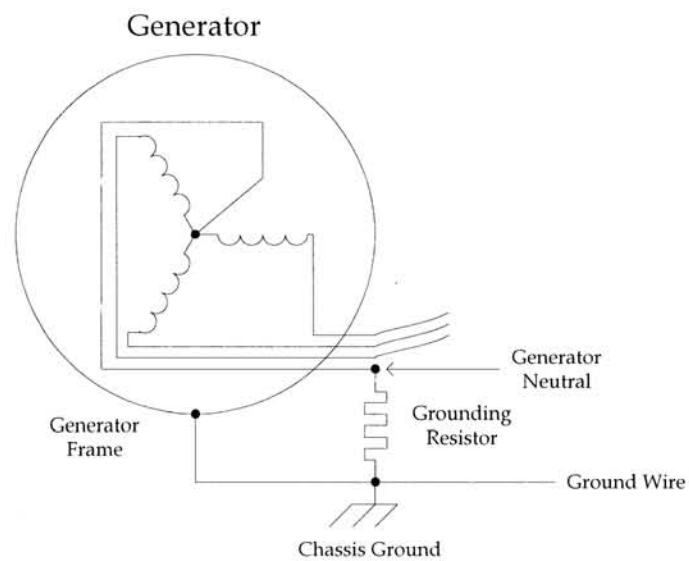 Generator
Generator
Neutral
Generator
Frame
Grounding
Resistor
Ground Wire
Chassis Ground